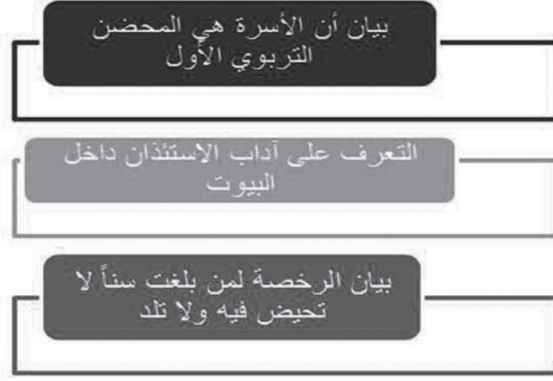 بيان أن الأسرة هي المحضن
التربوي الأول
التعرف على آداب الاستئذان داخل
البيوت
بيان الرخصة لمن بلغت سناً لا
تحيض فيه ولا تلد